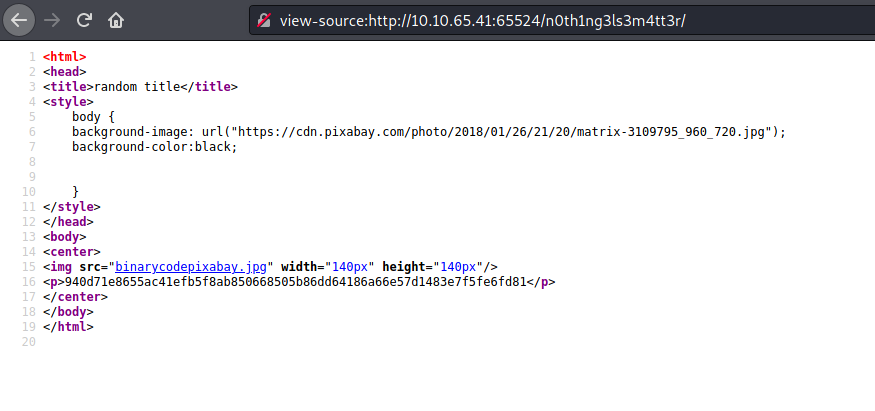 view-source:http://10.10.65.41:65524/n0th1ng3ls3m4tt3r/
1 <html>
2 <head>
3 <title>random title</title>
4 <style>
5 body {
6 background-image: url("https://cdn.pixabay.com/photo/2018/01/26/21/20/matrix-3109795_960_720.jpg");
7 background-color:black;
8
9
10 }
11 </style>
12 </head>
13 <body>
14 <center>
15 <img src="binarycodepixabay.jpg" width="140px" height="140px"/>
16 <p>940d71e8655ac41efb5f8ab850668505b86dd64186a66e57d1483e7f5fe6fd81</p>
17 </center>
18 </body>
19 </html>
20